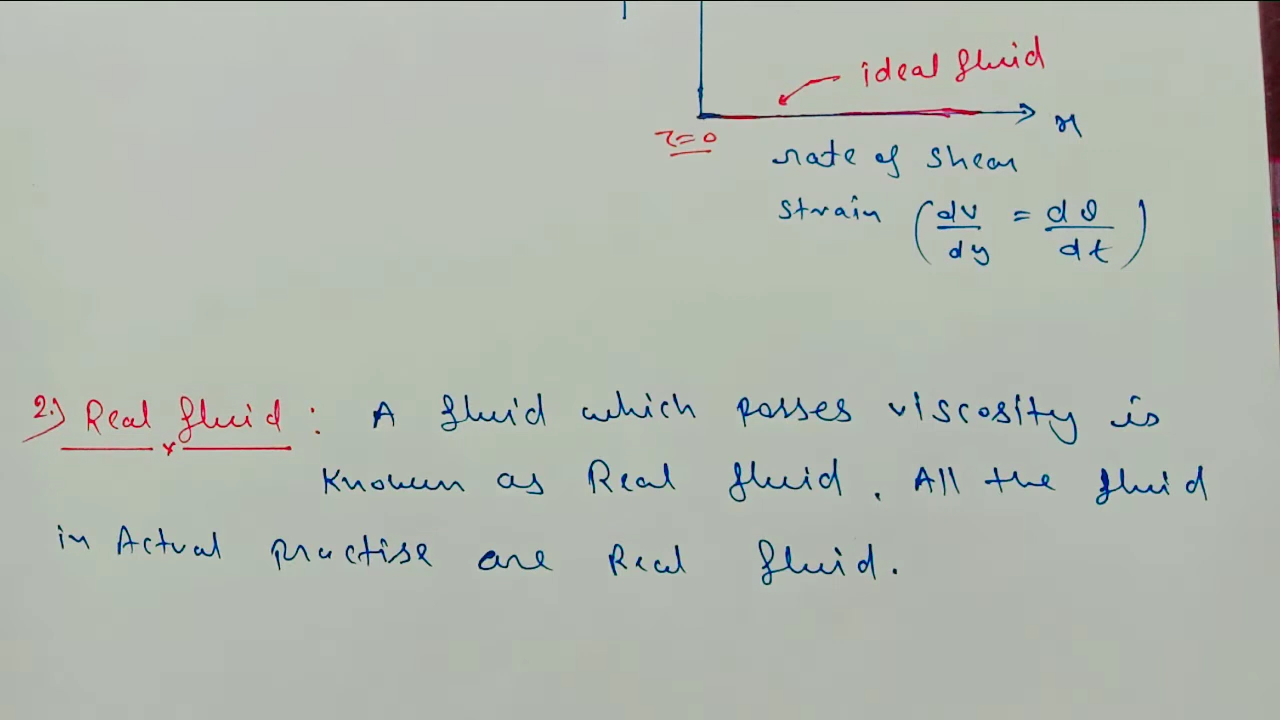 ideal fluid
τ=0
x
rate of shear
strain (dv/dy = dθ/dt)
2.) Real fluid : A fluid which posses viscosity is
known as Real fluid. All the fluid
in Actual practise are Real fluid.